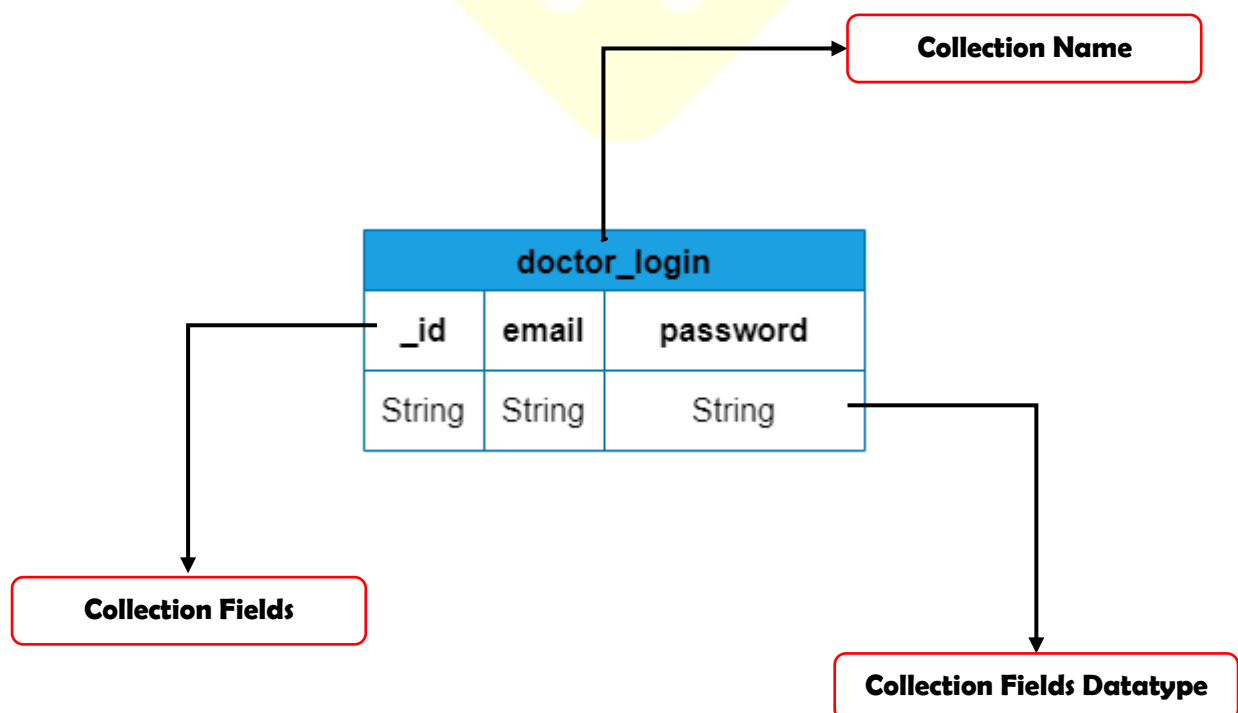 Collection Name
doctor_login
_id email password
String String String
Collection Fields
Collection Fields Datatype